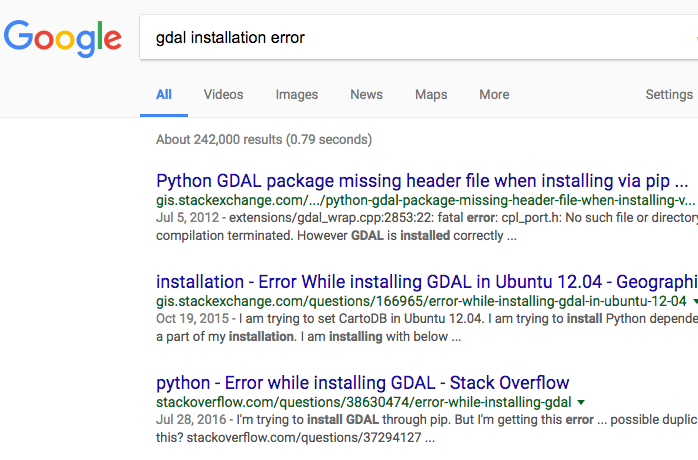 Google
gdal installation error
All Videos Images News Maps More Settings
About 242,000 results (0.79 seconds)
Python GDAL package missing header file when installing via pip ...
gis.stackexchange.com/.../python-gdal-package-missing-header-file-when-installing-v...
Jul 5, 2012 - extensions/gdal_wrap.cpp:2853:22: fatal error: cpl_port.h: No such file or directory
compilation terminated. However GDAL is installed correctly ...
installation - Error While installing GDAL in Ubuntu 12.04 - Geographi
gis.stackexchange.com/questions/166965/error-while-installing-gdal-in-ubuntu-12-04
Oct 19, 2015 - I am trying to set CartoDB in Ubuntu 12.04. I am trying to install Python depende
a part of my installation. I am installing with below ...
python - Error while installing GDAL - Stack Overflow
stackoverflow.com/questions/38630474/error-while-installing-gdal
Jul 28, 2016 - I'm trying to install GDAL through pip. But I'm getting this error ... possible duplic
this? stackoverflow.com/questions/37294127 ...